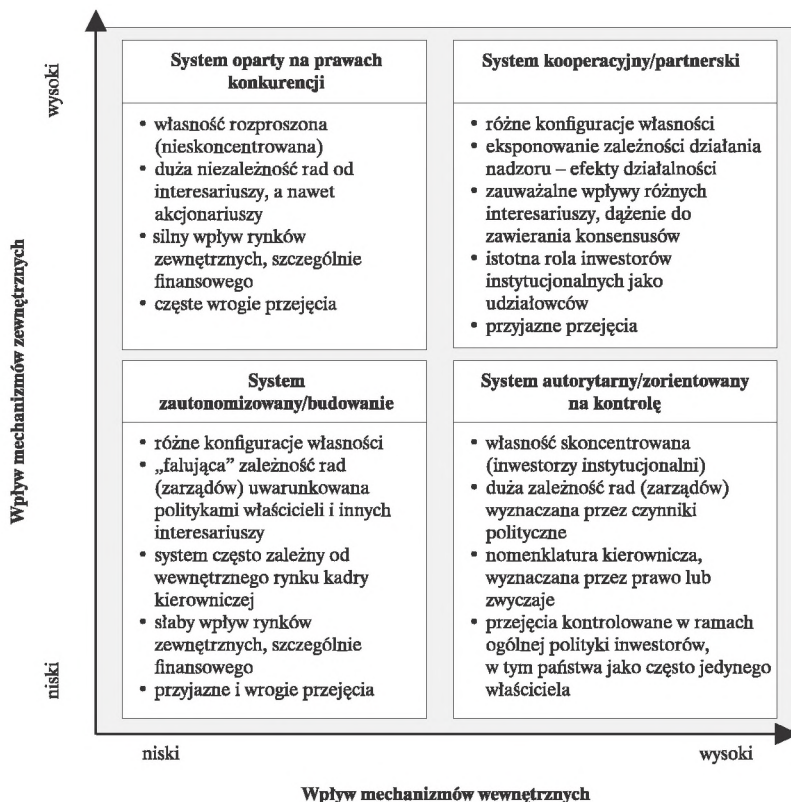 wysoki
System oparty na prawach
konkurencji
• własność rozproszona
(nieskoncentrowana)
• duża niezależność rad od
interesariuszy, a nawet
akcjonariuszy
• silny wpływ rynków
zewnętrznych, szczególnie
finansowego
• częste wrogie przejęcia
System kooperacyjny/partnerski
• różne konfiguracje własności
• eksponowanie zależności działania
nadzoru – efekty działalności
• zauważalne wpływy różnych
interesariuszy, dążenie do
zawierania konsensusów
• istotna rola inwestorów
instytucjonalnych jako
udziałowców
• przyjazne przejęcia
Wpływ mechanizmów zewnętrznych
System
zautonomizowany/budowanie
• różne konfiguracje własności
• „falująca” zależność rad
(zarządów) uwarunkowana
politykami właścicieli i innych
interesariuszy
• system często zależny od
wewnętrznego rynku kadry
kierowniczej
• słaby wpływ rynków
zewnętrznych, szczególnie
finansowego
• przyjazne i wrogie przejęcia
System autorytarny/zorientowany
na kontrolę
• własność skoncentrowana
(inwestorzy instytucjonalni)
• duża zależność rad (zarządów)
wyznaczana przez czynniki
polityczne
• nomenklatura kierownicza,
wyznaczana przez prawo lub
zwyczaje
• przejęcia kontrolowane w ramach
ogólnej polityki inwestorów,
w tym państwa jako często jedynego
właściciela
niski
niski
wysoki
Wpływ mechanizmów wewnętrznych